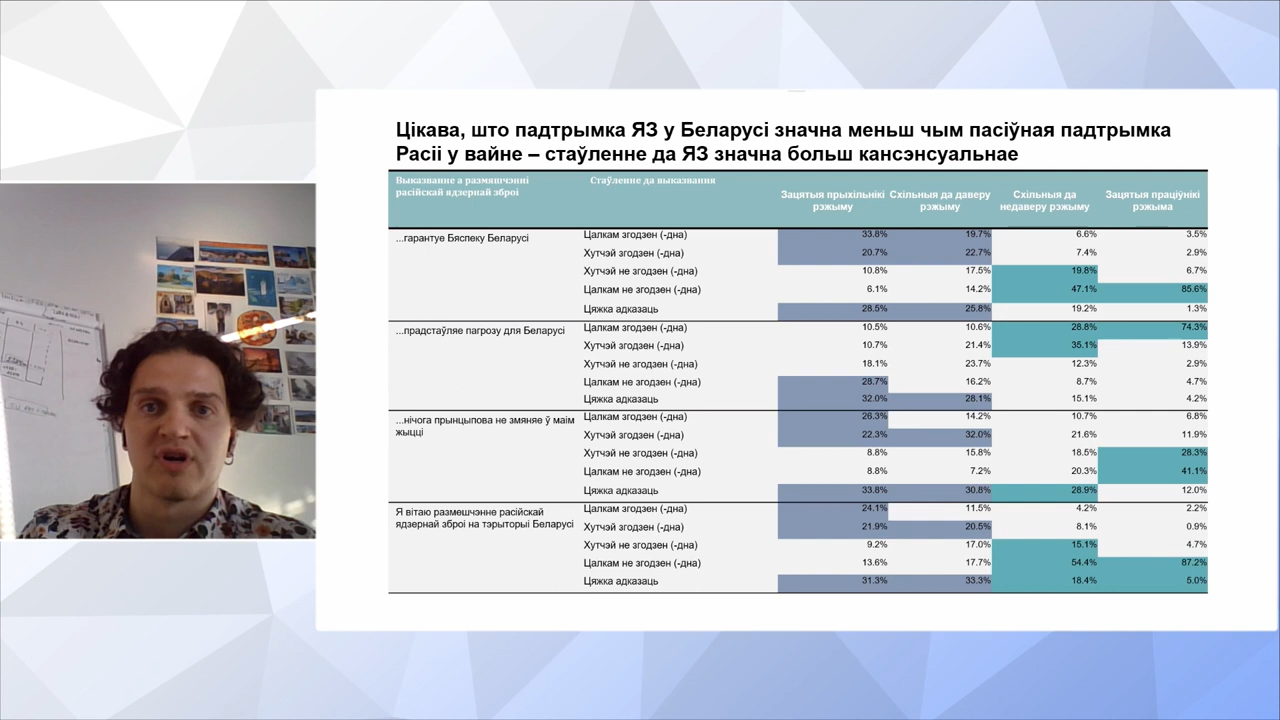 Цікава, што падтрымка ЯЗ у Беларусі значна меньш чым пасіўная падтрымка
Расіі у вайне – стаўленне да ЯЗ значна больш кансэнсуальнае
Выказванне а размяшчэнні
расійскай ядзернай зброі
Стаўленне да выказвання
Зацятыя прыхільнікі
рэжыму
Схільныя да даверу
рэжыму
Схільныя да
недаверу рэжыму
Зацятыя праціўнікі
рэжыма
...гарантуе Бяспеку Беларусі
Цалкам згодзен (-дна) 33.8% 19.7% 6.6% 3.5%
Хутчэй згодзен (-дна) 20.7% 22.7% 7.4% 2.9%
Хутчэй не згодзен (-дна) 10.8% 17.5% 19.8% 6.7%
Цалкам не згодзен (-дна) 6.1% 14.2% 47.1% 85.6%
Цяжка адказаць 28.5% 25.8% 19.2% 1.3%
...прадстаўляе пагрозу для Беларусі
Цалкам згодзен (-дна) 10.5% 10.6% 28.8% 74.3%
Хутчэй згодзен (-дна) 10.7% 21.4% 35.1% 13.9%
Хутчэй не згодзен (-дна) 18.1% 23.7% 12.3% 2.9%
Цалкам не згодзен (-дна) 28.7% 16.2% 8.7% 4.7%
Цяжка адказаць 32.0% 28.1% 15.1% 4.2%
...нічога прынцыпова не змяняе ў маім
жыцці
Цалкам згодзен (-дна) 26.3% 14.2% 10.7% 6.8%
Хутчэй згодзен (-дна) 22.3% 32.0% 21.6% 11.9%
Хутчэй не згодзен (-дна) 8.8% 15.8% 18.5% 28.3%
Цалкам не згодзен (-дна) 8.8% 7.2% 20.3% 41.1%
Цяжка адказаць 33.8% 30.8% 28.9% 12.0%
Я вітаю размешчэнне расійскай
ядзернай зброі на тэрыторыі Беларусі
Цалкам згодзен (-дна) 24.1% 11.5% 4.2% 2.2%
Хутчэй згодзен (-дна) 21.9% 20.5% 8.1% 0.9%
Хутчэй не згодзен (-дна) 9.2% 17.0% 15.1% 4.7%
Цалкам не згодзен (-дна) 13.6% 17.7% 54.4% 87.2%
Цяжка адказаць 31.3% 33.3% 18.4% 5.0%